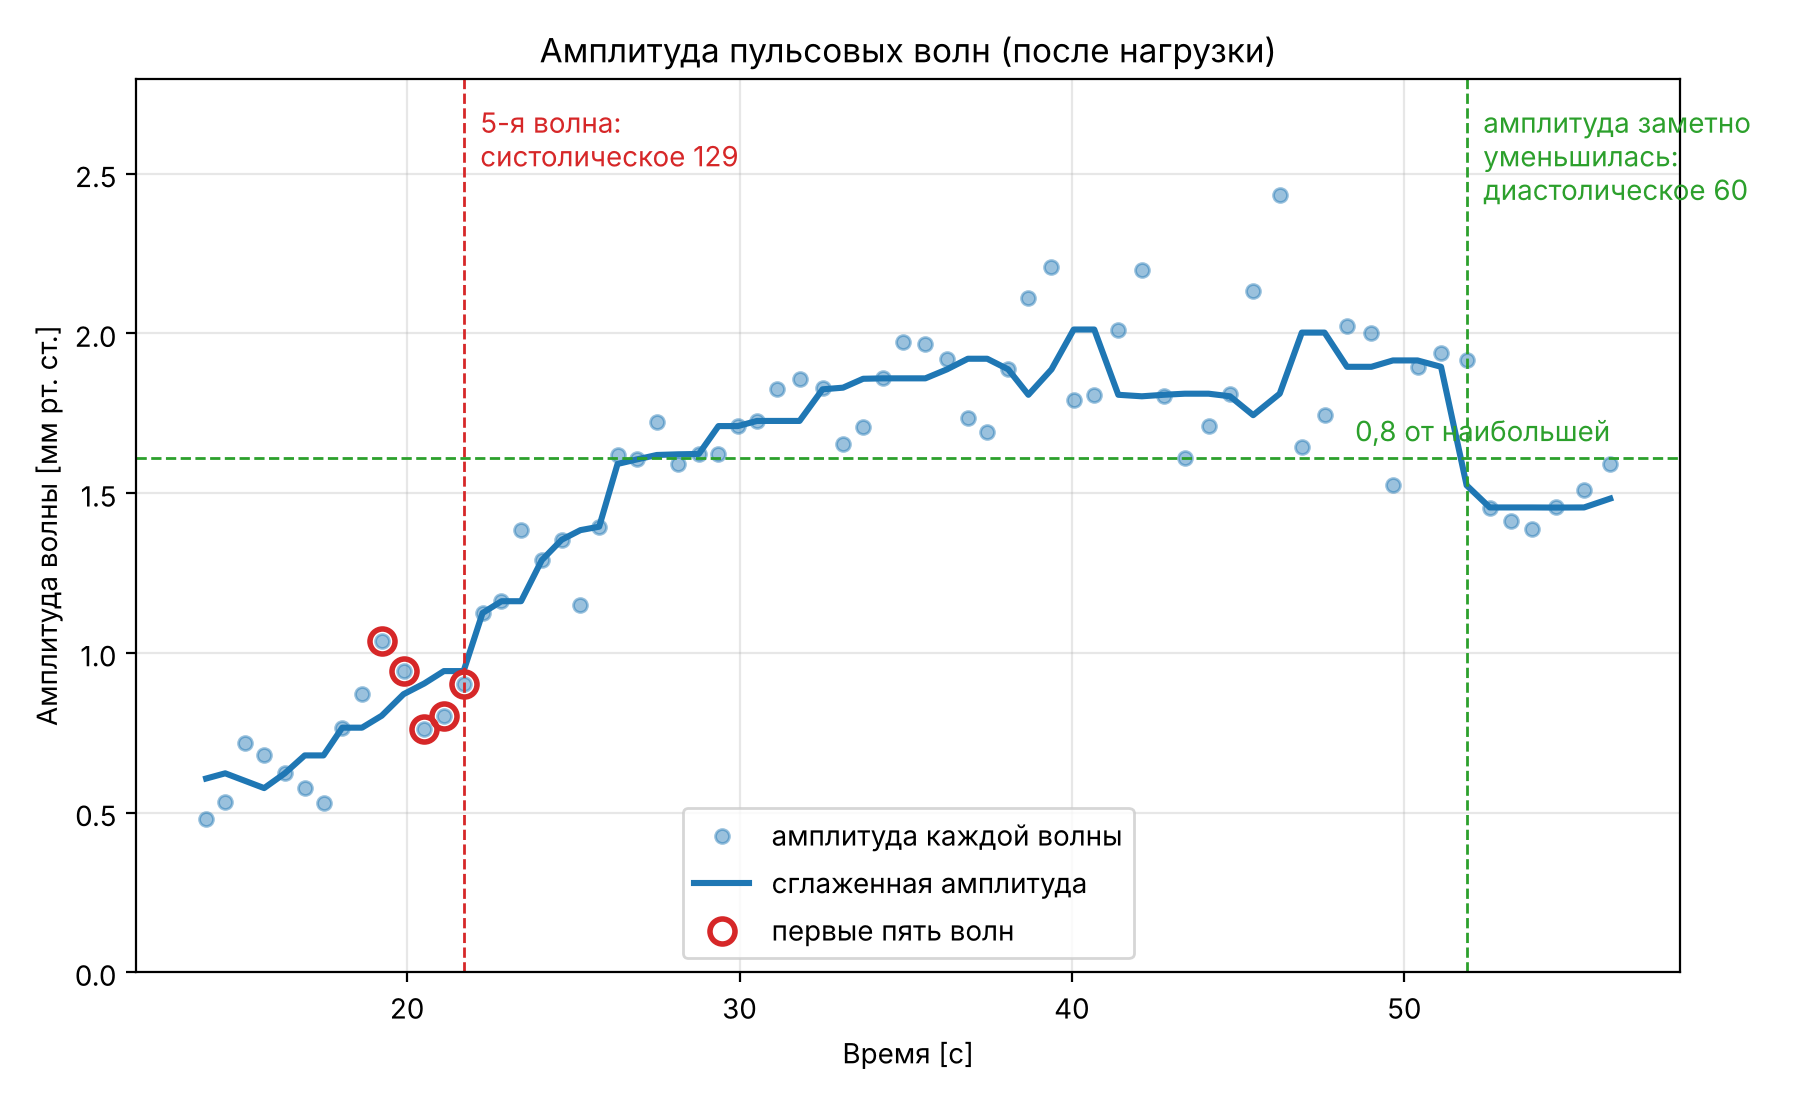 Амплитуда пульсовых волн (после нагрузки)
5-я волна:
систолическое 129
амплитуда заметно
уменьшилась:
диастолическое 60
0,8 от наибольшей
Амплитуда волны [мм рт. ст.]
2.5
2.0
1.5
1.0
0.5
0.0
амплитуда каждой волны
сглаженная амплитуда
первые пять волн
20 30 40 50
Время [с]